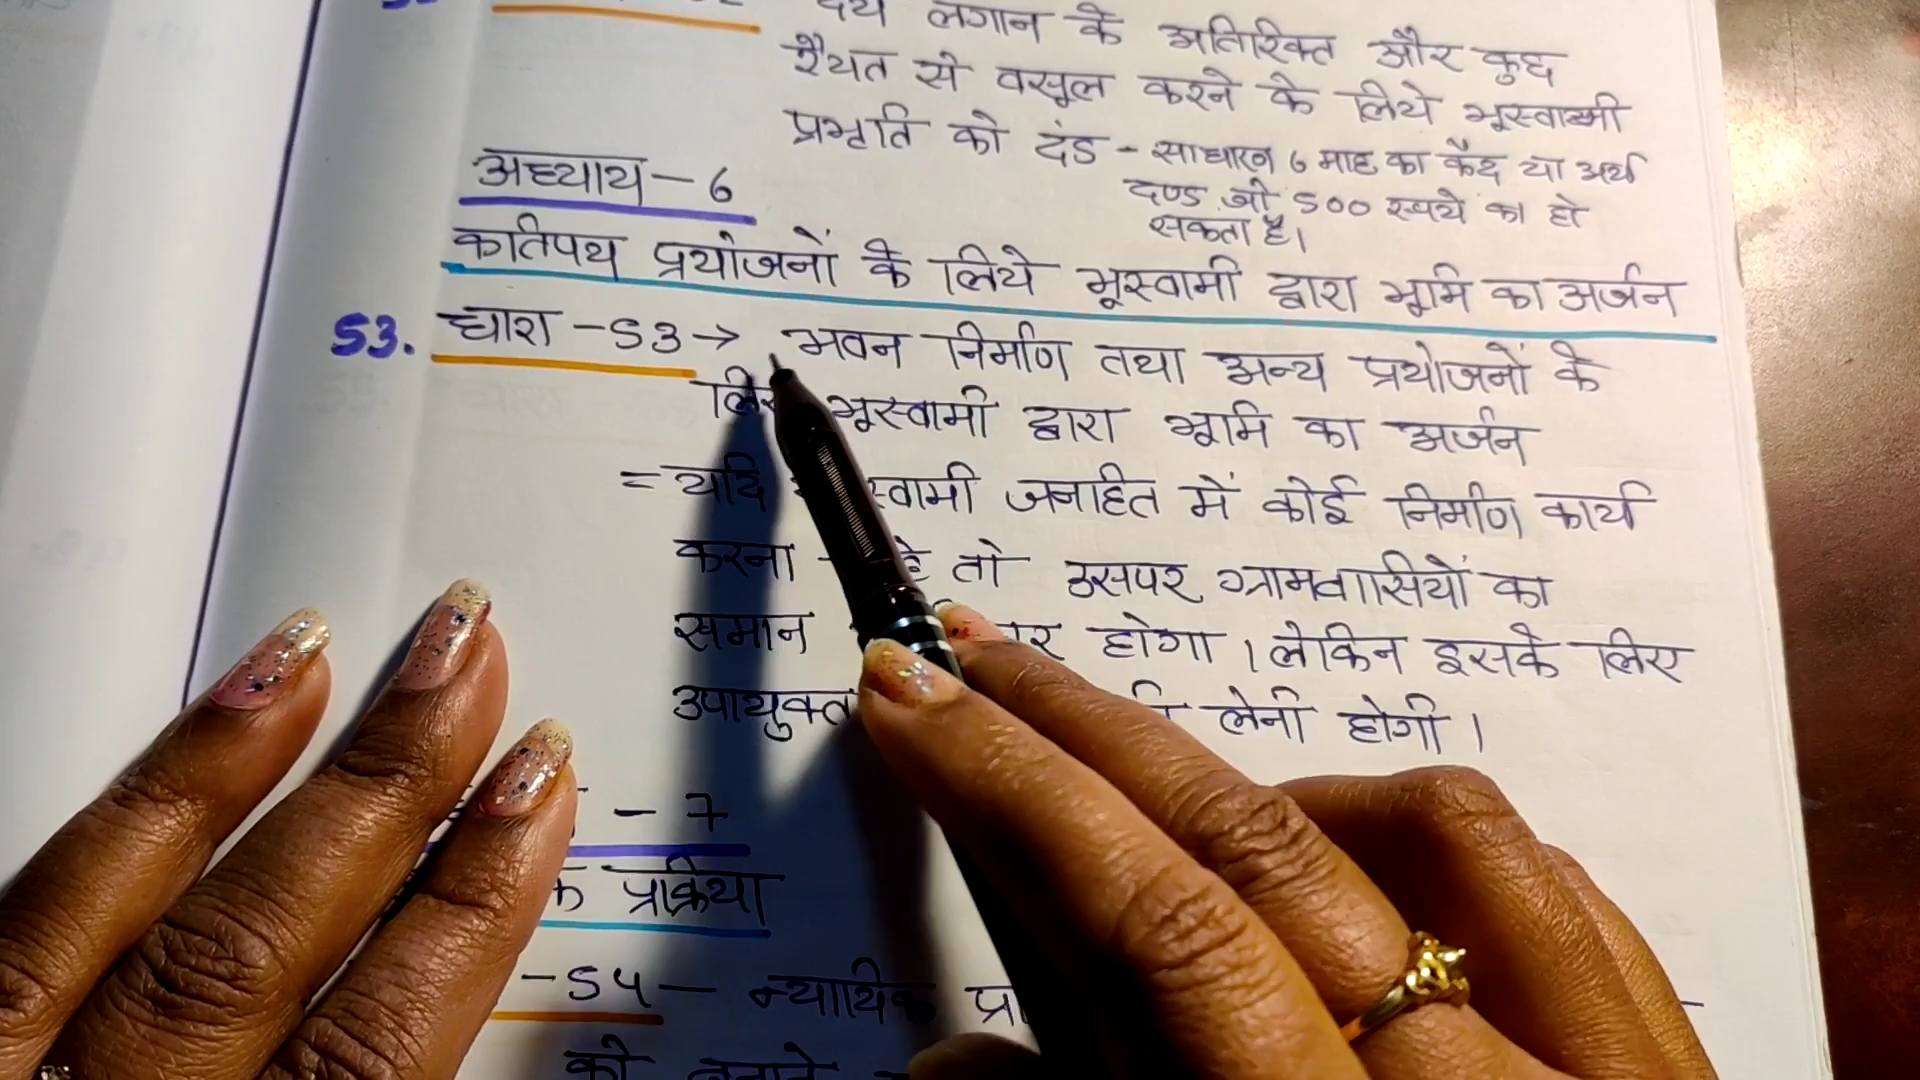 देय लगान के अतिरिक्त और कुछ
रैयत से वसूल करने के लिये भूस्वामी
प्रभृति को दंड - साधारन 6 माह का कैद या अर्थ
दण्ड जो 500 रूपये का हो
सकता है।
अध्याय - 6
कतिपय प्रयोजनों के लिये भूस्वामी द्वारा भूमि का अर्जन
53. धारा - 53 → भवन निर्माण तथा अन्य प्रयोजनों के
लिए भूस्वामी द्वारा भूमि का अर्जन
= यदि जनहित में कोई निर्माण कार्य
करना तो उसपर ग्रामवासियों का
समान होगा। लेकिन इसके लिए
उपायुक्त लेनी होगी।
- 7
प्रक्रिया
- 54 - न्यायिक
को